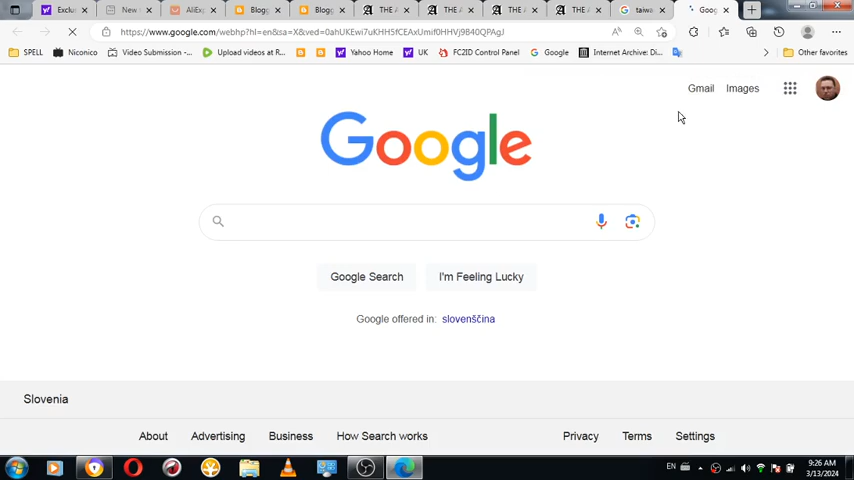 Exclu
New
AliEx
Blogg
Blogg
THE
THE
THE
THE
taiwa
Goog
https://www.google.com/webhp?hl=en&sa=X&ved=0ahUKEwi7uKHH5fCEAxUmif0HHVj9B40QPAgJ
SPELL
Niconico
Video Submission -...
Upload videos at R...
Yahoo Home
UK
FC2ID Control Panel
Google
Internet Archive: Di...
Other favorites
Gmail
Images
Google
Google Search
I'm Feeling Lucky
Google offered in: slovenščina
Slovenia
About
Advertising
Business
How Search works
Privacy
Terms
Settings
EN
9:26 AM
3/13/2024